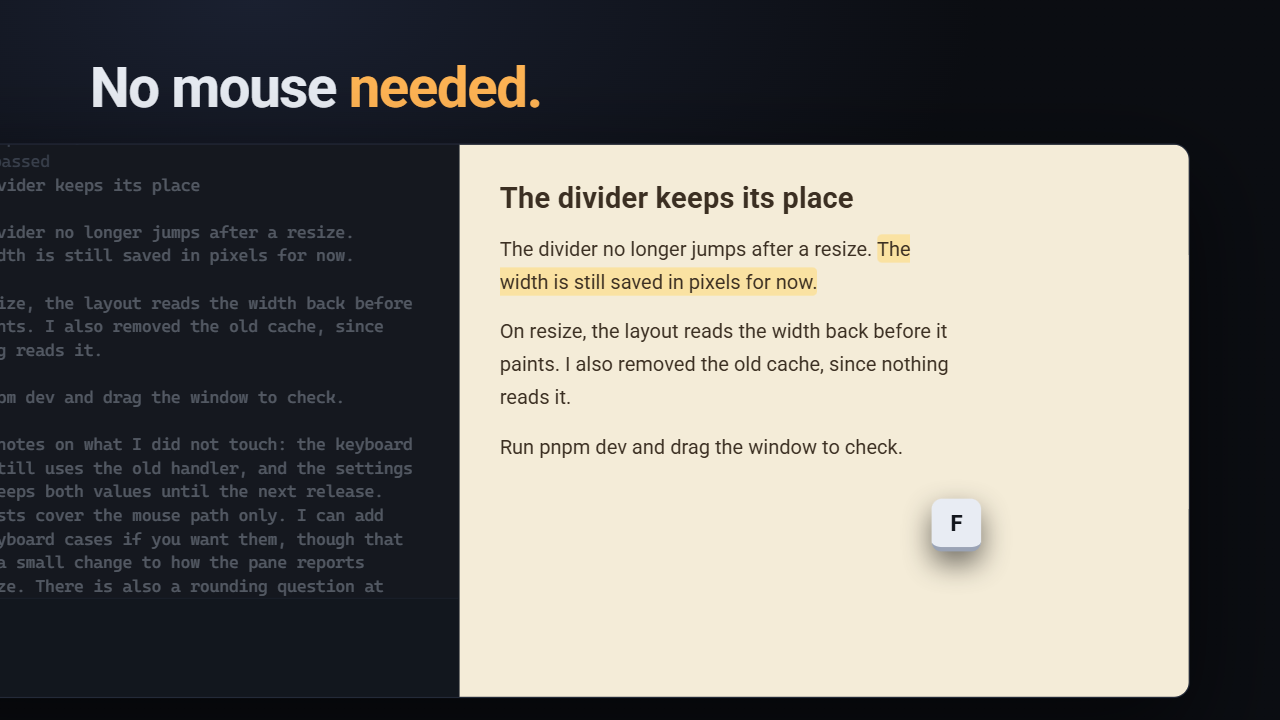 No mouse needed.
passed
vider keeps its place
vider no longer jumps after a resize.
dth is still saved in pixels for now.
ize, the layout reads the width back before
nts. I also removed the old cache, since
g reads it.
pm dev and drag the window to check.
notes on what I did not touch: the keyboard
till uses the old handler, and the settings
eeps both values until the next release.
sts cover the mouse path only. I can add
yboard cases if you want them, though that
a small change to how the pane reports
ze. There is also a rounding question at
The divider keeps its place
The divider no longer jumps after a resize. The
width is still saved in pixels for now.
On resize, the layout reads the width back before it
paints. I also removed the old cache, since nothing
reads it.
Run pnpm dev and drag the window to check.
F